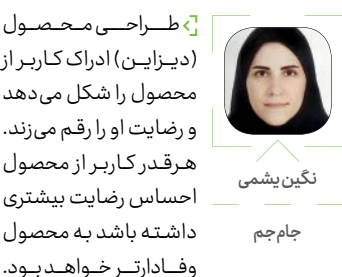 طراحی محصول
(دیزاین) ادراک کاربر از
محصول را شکل می‌دهد
و رضایت او را رقم می‌زند.
هرقدر کاربر از محصول
احساس رضایت بیشتری
داشته باشد به محصول
وفادارتر خواهد بود.
نگین یشمی
جام‌جم